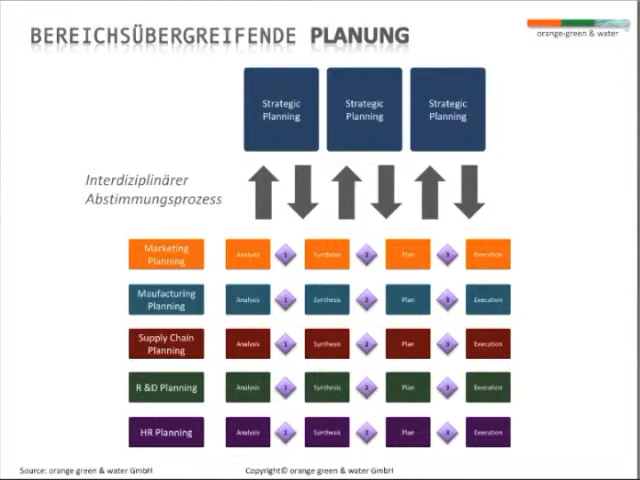 BEREICHSÜBERGREIFENDE PLANUNG
orange-green & water
Strategic
Planning
Strategic
Planning
Strategic
Planning
Interdiziplinärer
Abstimmungsprozess
Marketing
Planning
Analysis 1 Synthesis 2 Plan 3 Execution
Maufacturing
Planning
Analysis 1 Synthesis 2 Plan 3 Execution
Supply Chain
Planning
Analysis 1 Synthesis 2 Plan 3 Execution
R &D Planning
Analysis 1 Synthesis 2 Plan 3 Execution
HR Planning
Analysis 1 Synthesis 2 Plan 3 Execution
Source: orange green & water GmbH
Copyright© orange green & water GmbH